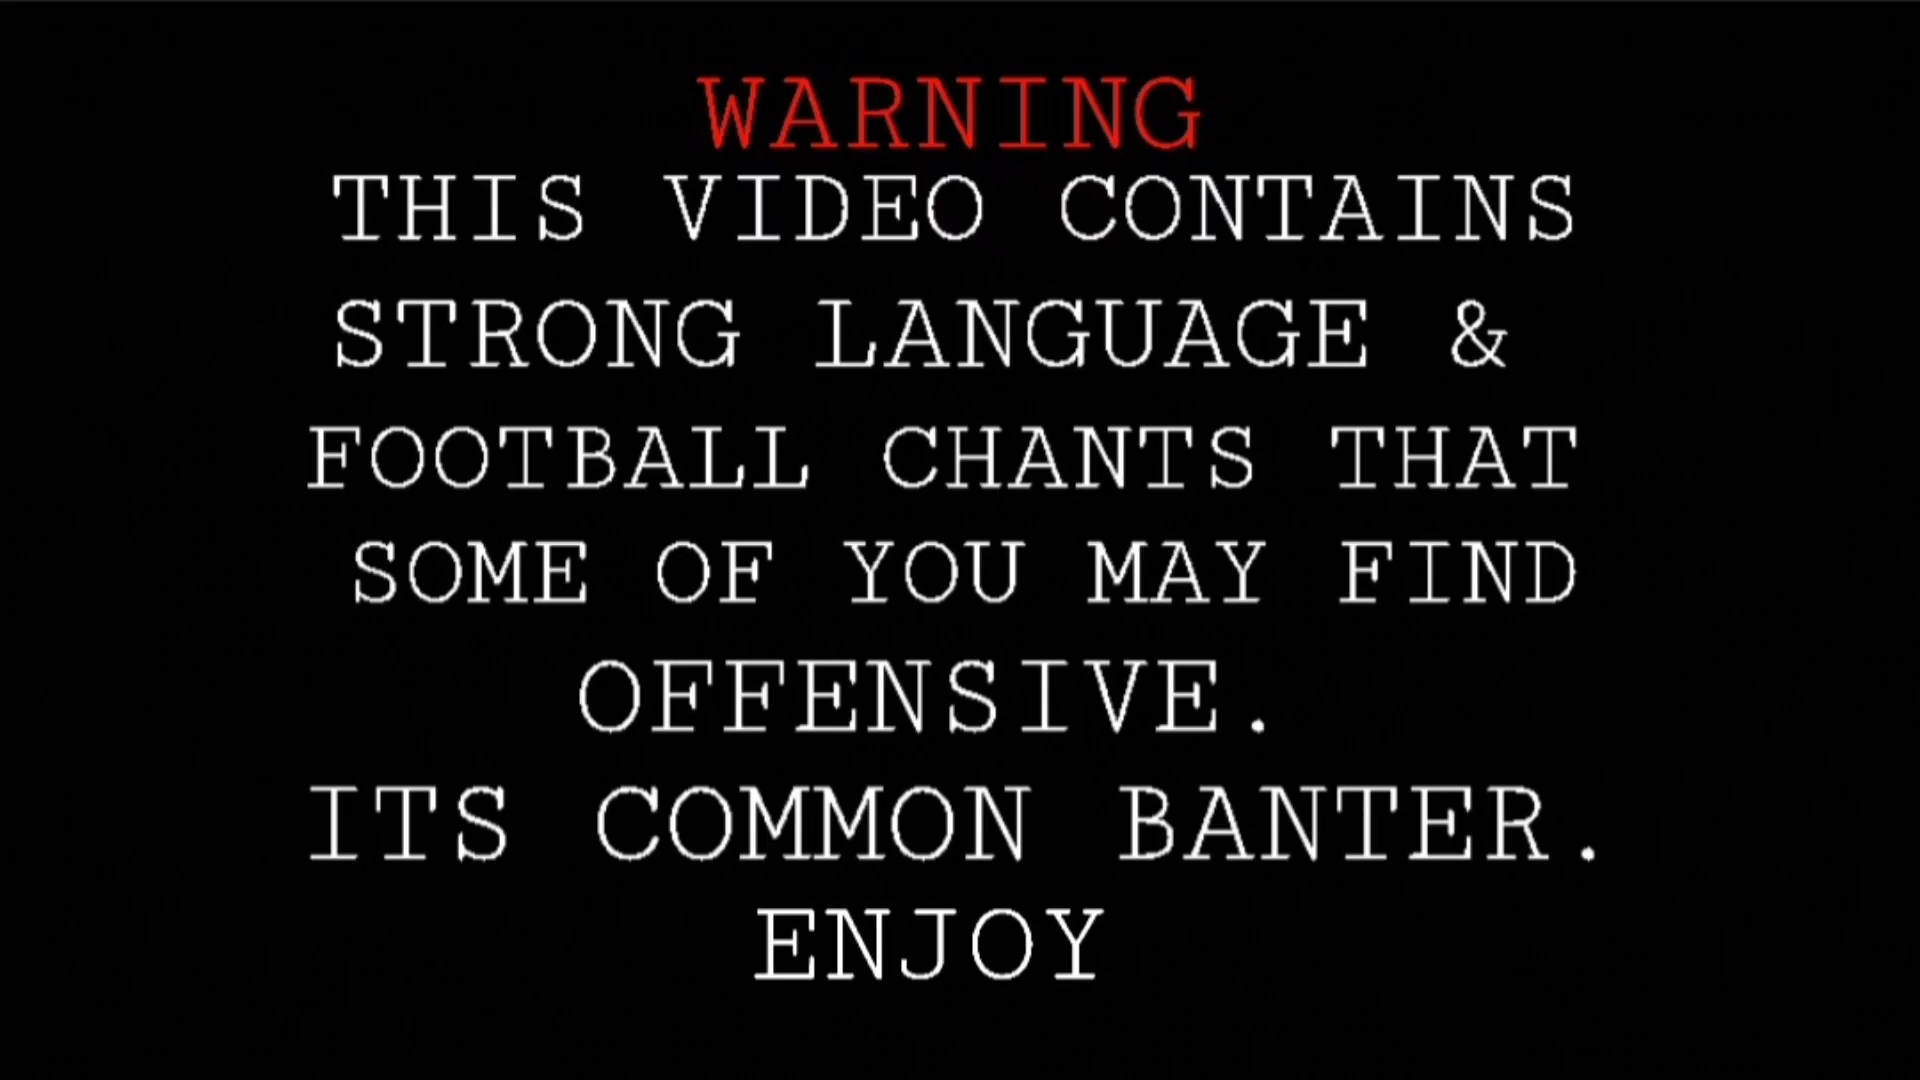 WARNING
THIS VIDEO CONTAINS
STRONG LANGUAGE &
FOOTBALL CHANTS THAT
SOME OF YOU MAY FIND
OFFENSIVE.
ITS COMMON BANTER.
ENJOY